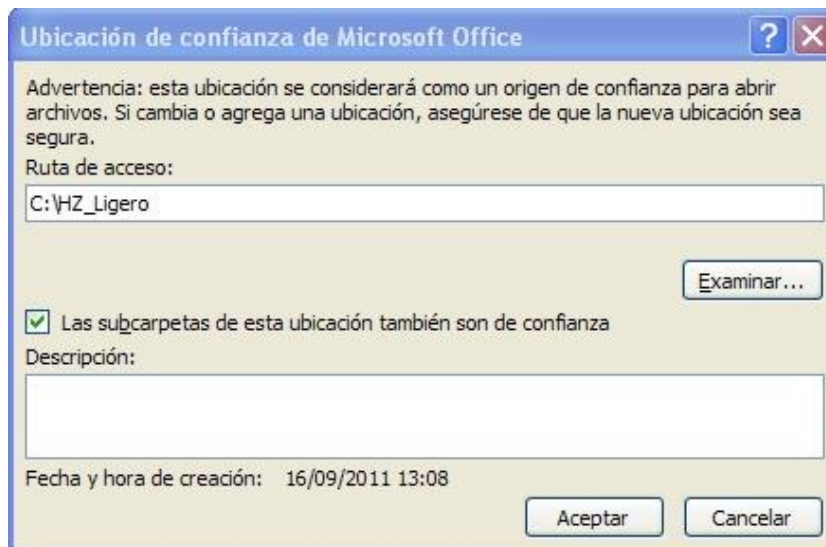 Ubicación de confianza de Microsoft Office
Advertencia: esta ubicación se considerará como un origen de confianza para abrir
archivos. Si cambia o agrega una ubicación, asegúrese de que la nueva ubicación sea
segura.
Ruta de acceso:
C:\HZ_Ligero
Examinar...
Las subcarpetas de esta ubicación también son de confianza
Descripción:
Fecha y hora de creación: 16/09/2011 13:08
Aceptar Cancelar